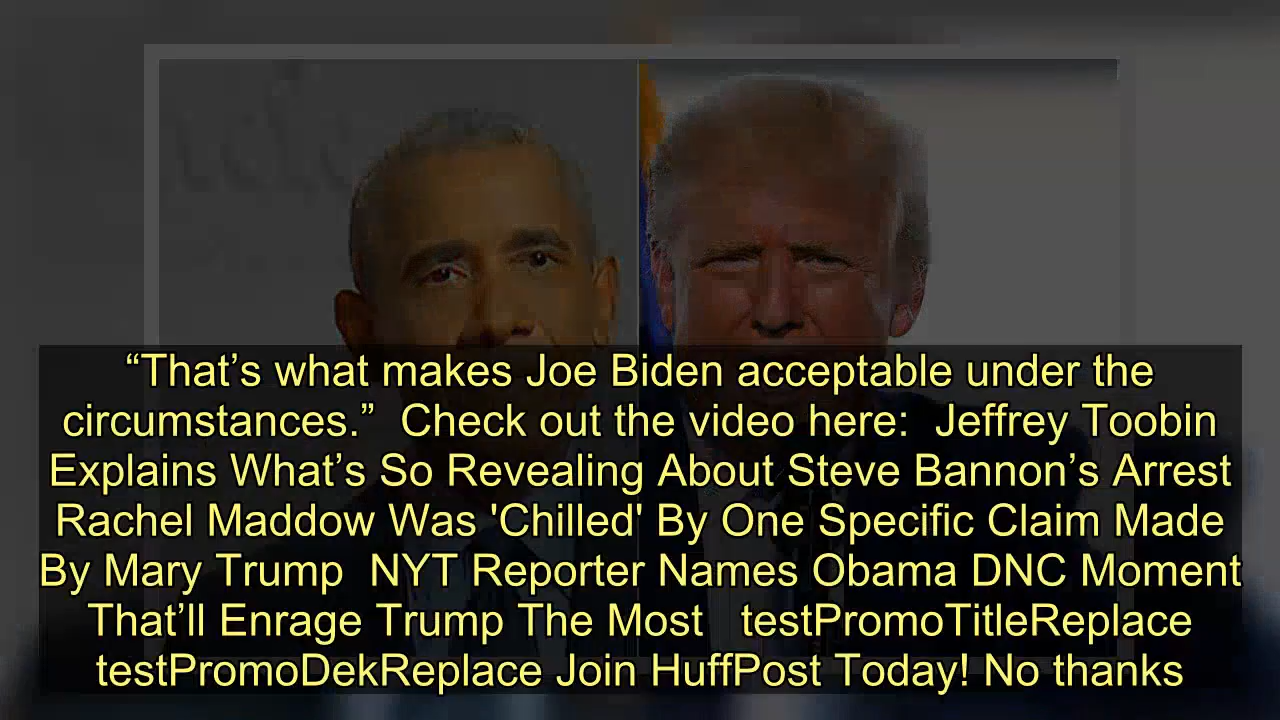 “That’s what makes Joe Biden acceptable under the
circumstances.”  Check out the video here:  Jeffrey Toobin
Explains What’s So Revealing About Steve Bannon’s Arrest
Rachel Maddow Was 'Chilled' By One Specific Claim Made
By Mary Trump  NYT Reporter Names Obama DNC Moment
That’ll Enrage Trump The Most   testPromoTitleReplace
testPromoDekReplace Join HuffPost Today! No thanks